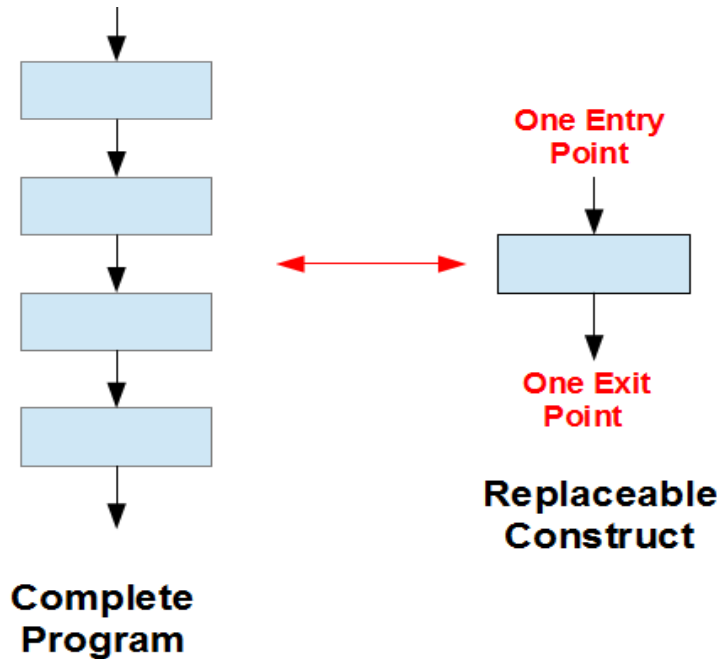 One Entry
Point
One Exit
Point
Replaceable
Construct
Complete
Program